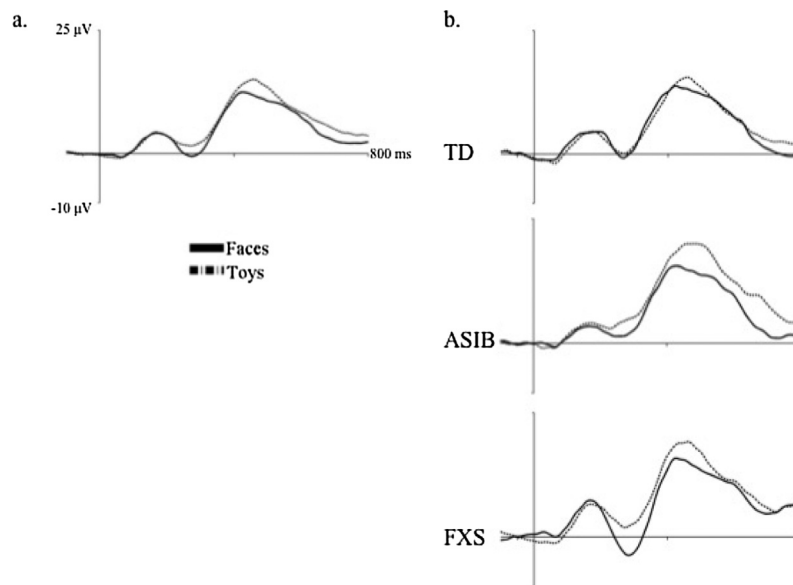 a.
25 µV
800 ms
-10 µV
Faces
Toys
b.
TD
ASIB
FXS